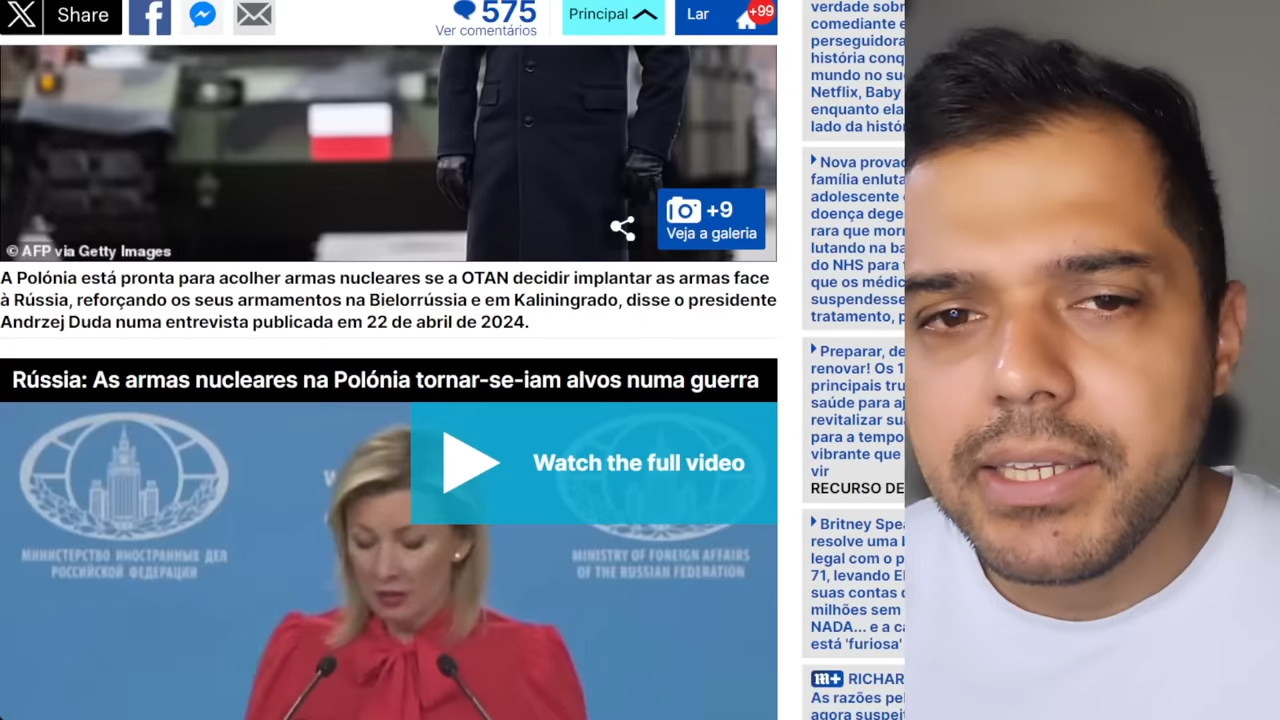 Share
575
Ver comentários
Principal
Lar
+99
+9
Veja a galeria
© AFP via Getty Images
A Polónia está pronta para acolher armas nucleares se a OTAN decidir implantar as armas face
à Rússia, reforçando os seus armamentos na Bielorrússia e em Kaliningrado, disse o presidente
Andrzej Duda numa entrevista publicada em 22 de abril de 2024.
Rússia: As armas nucleares na Polónia tornar-se-iam alvos numa guerra
Watch the full video
МИНИСТЕРСТВО ИНОСТРАННЫХ ДЕЛ
РОССИЙСКОЙ ФЕДЕРАЦИИ
MINISTRY OF FOREIGN AFFAIRS
OF THE RUSSIAN FEDERATION
verdade sobr
comediante e
perseguidora
história conq
mundo no su
Netflix, Baby
enquanto ela
lado da histó
Nova provac
família enluta
adolescente
doença dege
rara que mor
lutando na ba
do NHS para
que os médic
suspendesse
tratamento, p
Preparar, de
renovar! Os 1
principais tru
saúde para aj
revitalizar sua
para a tempo
vibrante que
vir
RECURSO DE
Britney Spea
resolve uma b
legal com o p
71, levando El
suas contas d
milhões sem
NADA... e a ca
está 'furiosa'
m+ RICHAR
As razões pel
agora suspeit